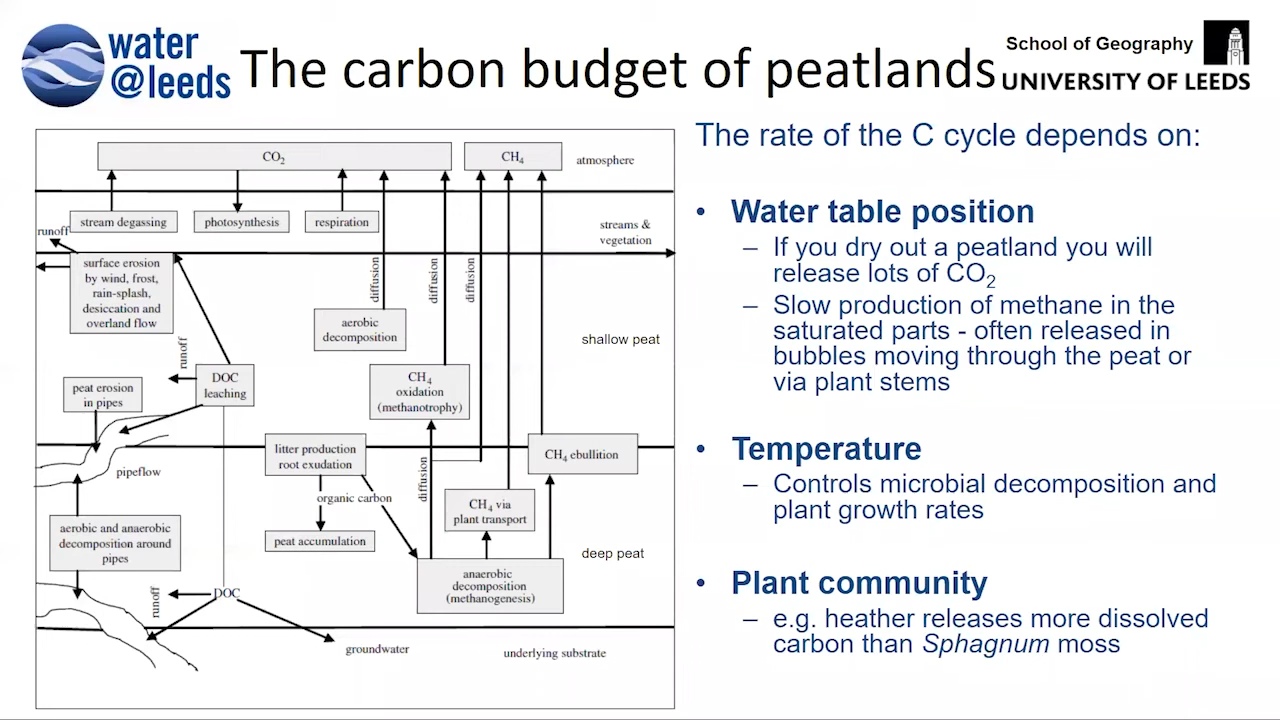 water
@leeds
The carbon budget of peatlands
School of Geography
UNIVERSITY OF LEEDS
CO2
CH4
atmosphere
stream degassing
photosynthesis
respiration
streams &
vegetation
runoff
surface erosion
by wind, frost,
rain-splash,
desiccation and
overland flow
diffusion
diffusion
diffusion
aerobic
decomposition
shallow peat
runoff
DOC
leaching
CH4
oxidation
(methanotrophy)
peat erosion
in pipes
litter production
root exudation
CH4 ebullition
pipeflow
diffusion
organic carbon
CH4 via
plant transport
aerobic and anaerobic
decomposition around
pipes
peat accumulation
deep peat
anaerobic
decomposition
(methanogenesis)
runoff
DOC
groundwater
underlying substrate
The rate of the C cycle depends on:
• Water table position
– If you dry out a peatland you will
release lots of CO2
– Slow production of methane in the
saturated parts - often released in
bubbles moving through the peat or
via plant stems
• Temperature
– Controls microbial decomposition and
plant growth rates
• Plant community
– e.g. heather releases more dissolved
carbon than Sphagnum moss